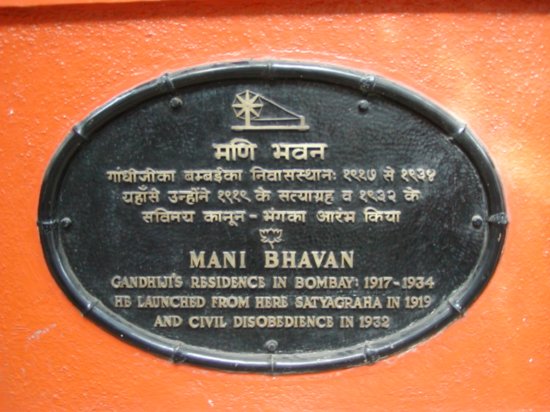 मणि भवन
गांधीजीका बम्बईका निवासस्थान: १९१७ से १९३४
यहाँसे उन्होंने १९१९ के सत्याग्रह व १९३२ के
सविनय कानून - भंगका आरंभ किया
MANI BHAVAN
GANDHIJI'S RESIDENCE IN BOMBAY: 1917-1934
HE LAUNCHED FROM HERE SATYAGRAHA IN 1919
AND CIVIL DISOBEDIENCE IN 1932